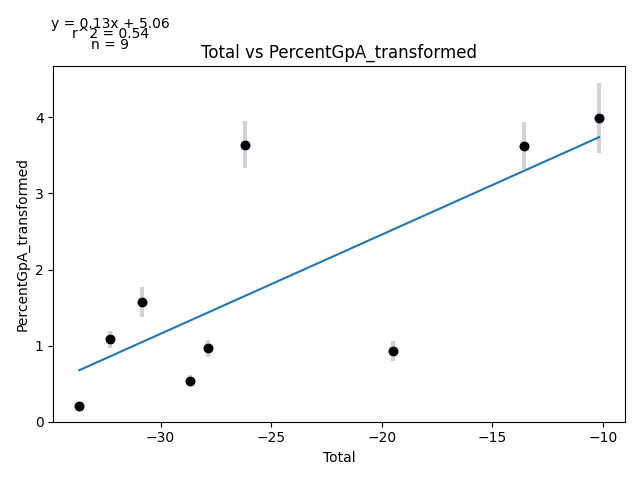 y = 0.13x + 5.06
r^2 = 0.54
n = 9
Total vs PercentGpA_transformed
PercentGpA_transformed
4
3
2
1
0
−30
−25
−20
−15
−10
Total